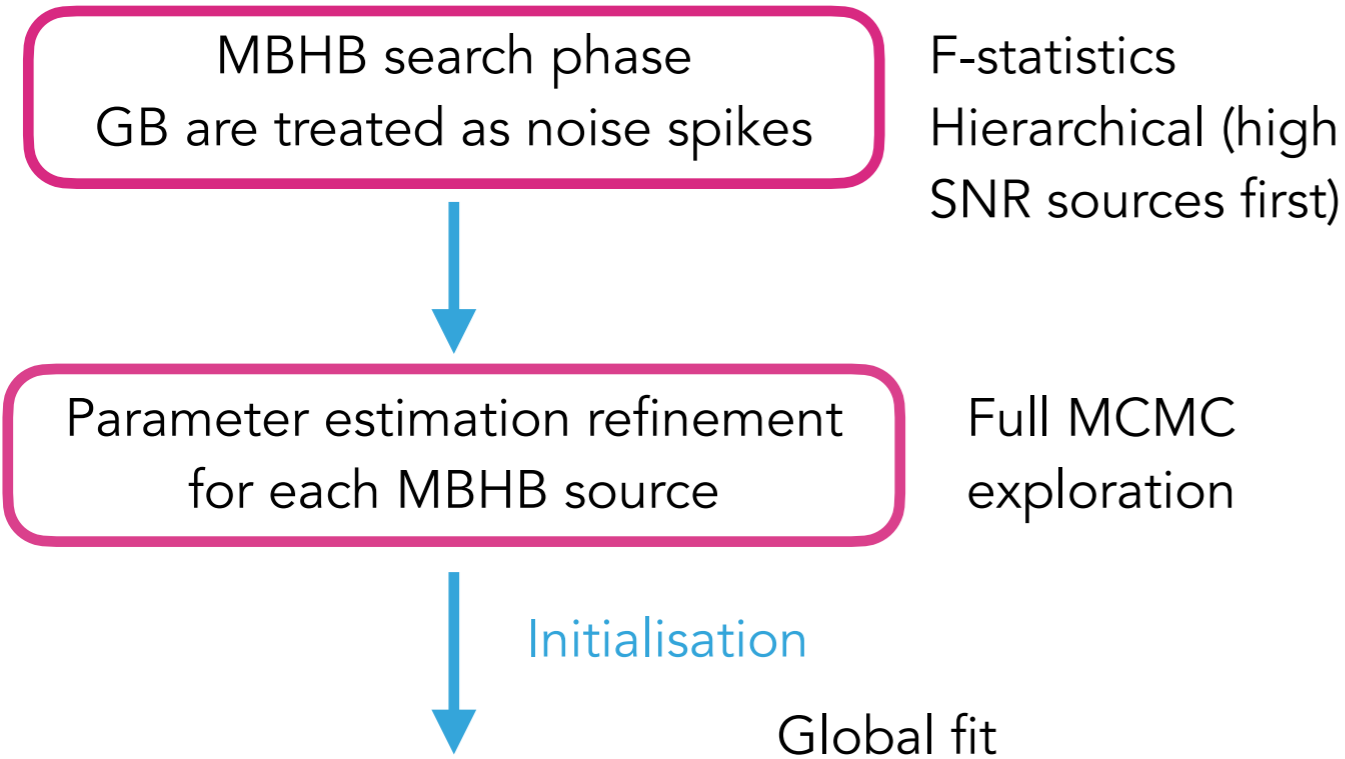 MBHB search phase
GB are treated as noise spikes
F-statistics
Hierarchical (high
SNR sources first)
Parameter estimation refinement
for each MBHB source
Full MCMC
exploration
Initialisation
Global fit